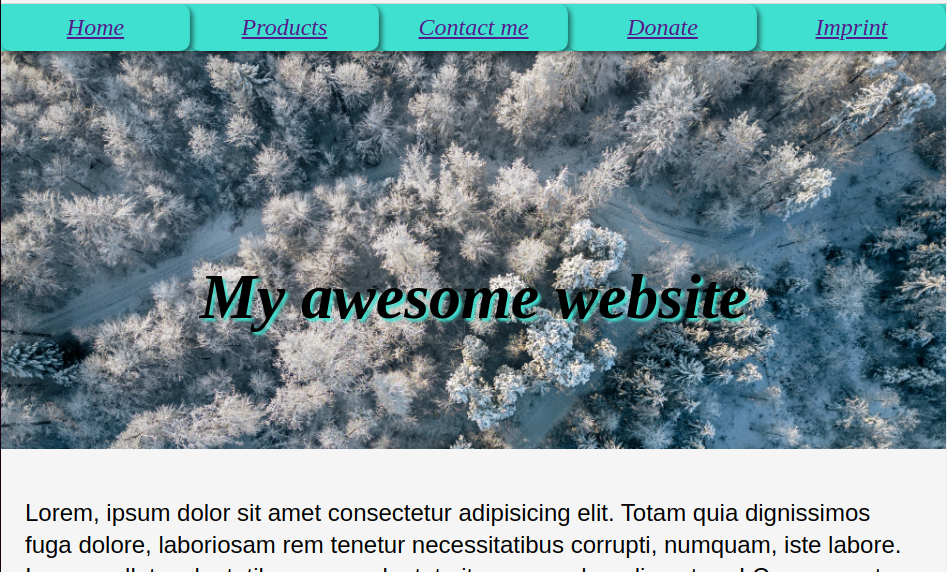 Home Products Contact me Donate Imprint
My awesome website
Lorem, ipsum dolor sit amet consectetur adipisicing elit. Totam quia dignissimos
fuga dolore, laboriosam rem tenetur necessitatibus corrupti, numquam, iste labore.